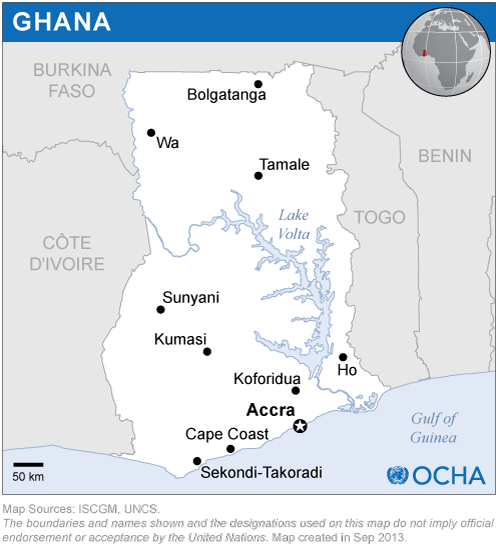 GHANA
BURKINA
FASO
Bolgatanga
Wa
BENIN
Tamale
Lake
Volta
TOGO
CÔTE
D'IVOIRE
Sunyani
Kumasi
Ho
Koforidua
Accra
Gulf of
Guinea
Cape Coast
Sekondi-Takoradi
50 km
OCHA
Map Sources: ISCGM, UNCS.
The boundaries and names shown and the designations used on this map do not imply official
endorsement or acceptance by the United Nations. Map created in Sep 2013.